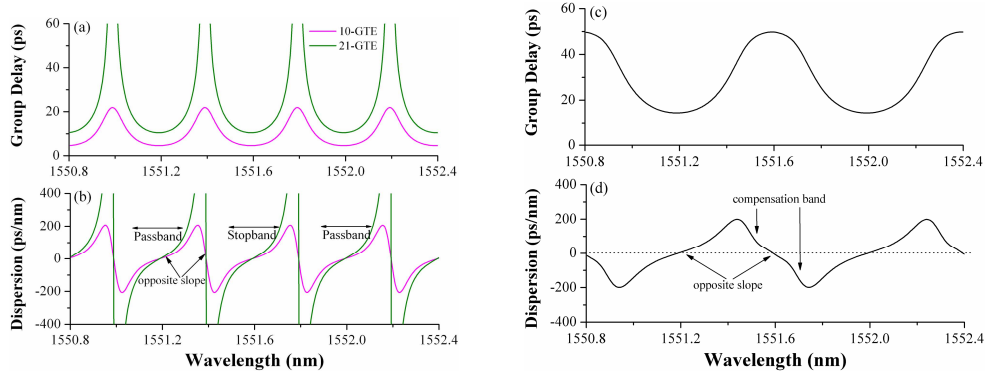 (a)
10-GTE
21-GTE
Group Delay (ps)
60
40
20
0
1550.8 1551.2 1551.6 1552.0 1552.4
(b)
Dispersion (ps/nm)
400
200
0
-200
-400
Passband
Stopband
Passband
opposite slope
1550.8 1551.2 1551.6 1552.0 1552.4
Wavelength (nm)
(c)
Group Delay (ps)
60
40
20
0
1550.8 1551.2 1551.6 1552.0 1552.4
(d)
Dispersion (ps/nm)
400
200
0
-200
-400
compensation band
opposite slope
1550.8 1551.2 1551.6 1552.0 1552.4
Wavelength (nm)